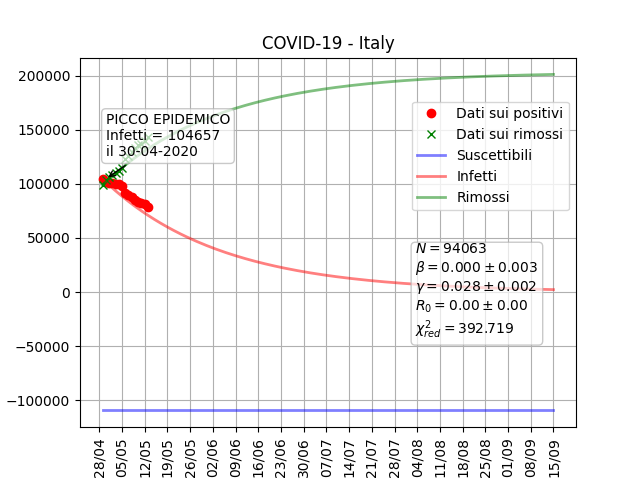 COVID-19 - Italy
200000
150000
100000
50000
0
−50000
−100000
PICCO EPIDEMICO
Infetti = 104657
il 30-04-2020
Dati sui positivi
Dati sui rimossi
Suscettibili
Infetti
Rimossi
N = 94063
β = 0.000 ± 0.003
γ = 0.028 ± 0.002
R₀ = 0.00 ± 0.00
χ²red = 392.719
28/04
05/05
12/05
19/05
26/05
02/06
09/06
16/06
23/06
30/06
07/07
14/07
21/07
28/07
04/08
11/08
18/08
25/08
01/09
08/09
15/09